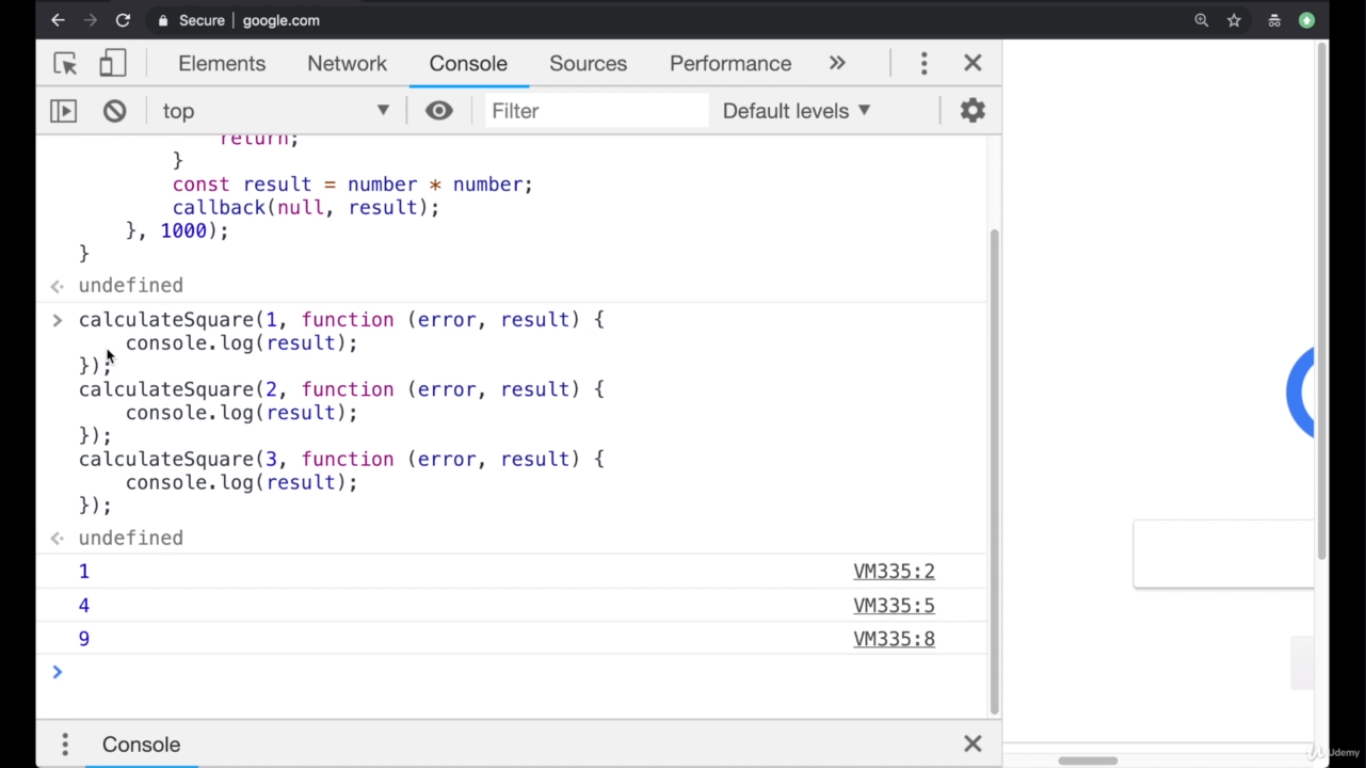 Secure | google.com
Elements Network Console Sources Performance »
top Filter Default levels
return;
}
const result = number * number;
callback(null, result);
}, 1000);
}
undefined
calculateSquare(1, function (error, result) {
console.log(result);
});
calculateSquare(2, function (error, result) {
console.log(result);
});
calculateSquare(3, function (error, result) {
console.log(result);
});
undefined
1 VM335:2
4 VM335:5
9 VM335:8
Console
Udemy